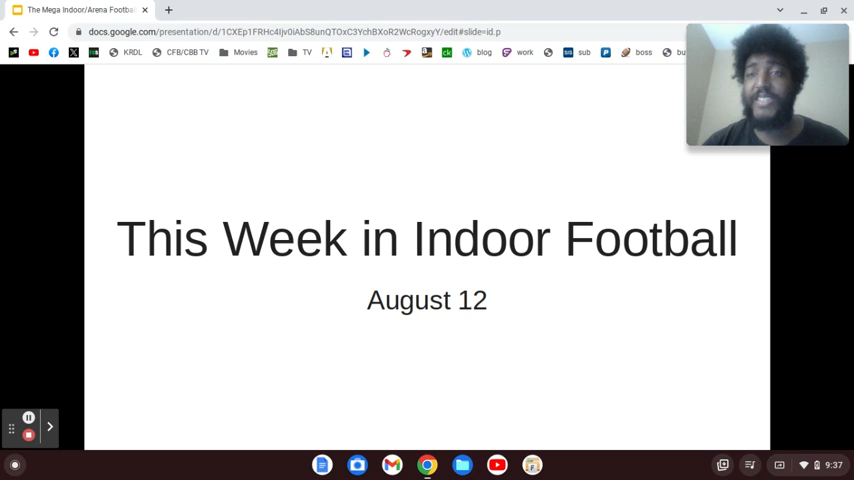 The Mega Indoor/Arena Footba
docs.google.com/presentation/d/1CXEp1FRHc4Ijv0iAbS8unQTOxC3YchBXoR2WcRogxyY/edit#slide=id.p
KRDL CFB/CBB TV Movies TV blog work sub boss bu
This Week in Indoor Football
August 12
9:37